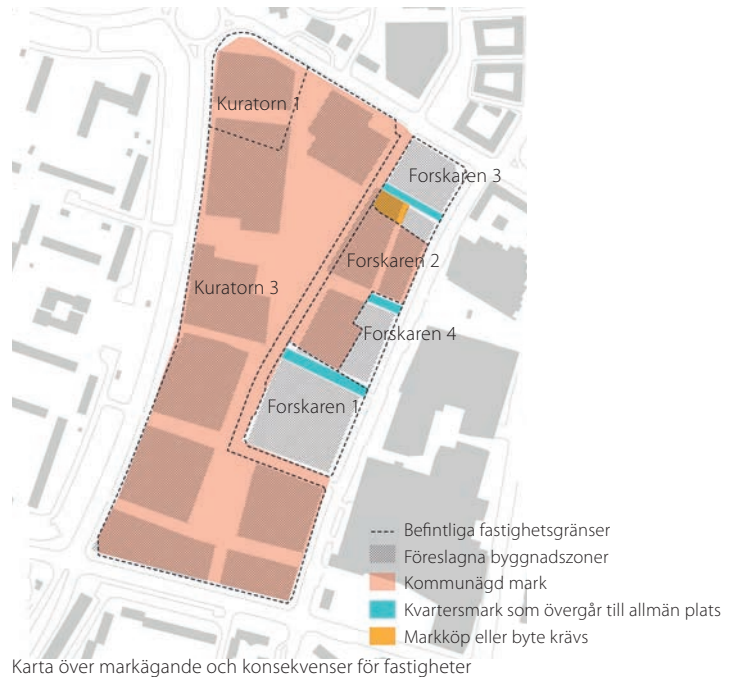 Kuratorn 1
Forskaren 3
Forskaren 2
Kuratorn 3
Forskaren 4
Forskaren 1
Befintliga fastighetsgränser
Föreslagna byggnadszoner
Kommunägd mark
Kvartersmark som övergår till allmän plats
Markköp eller byte krävs
Karta över markägande och konsekvenser för fastigheter